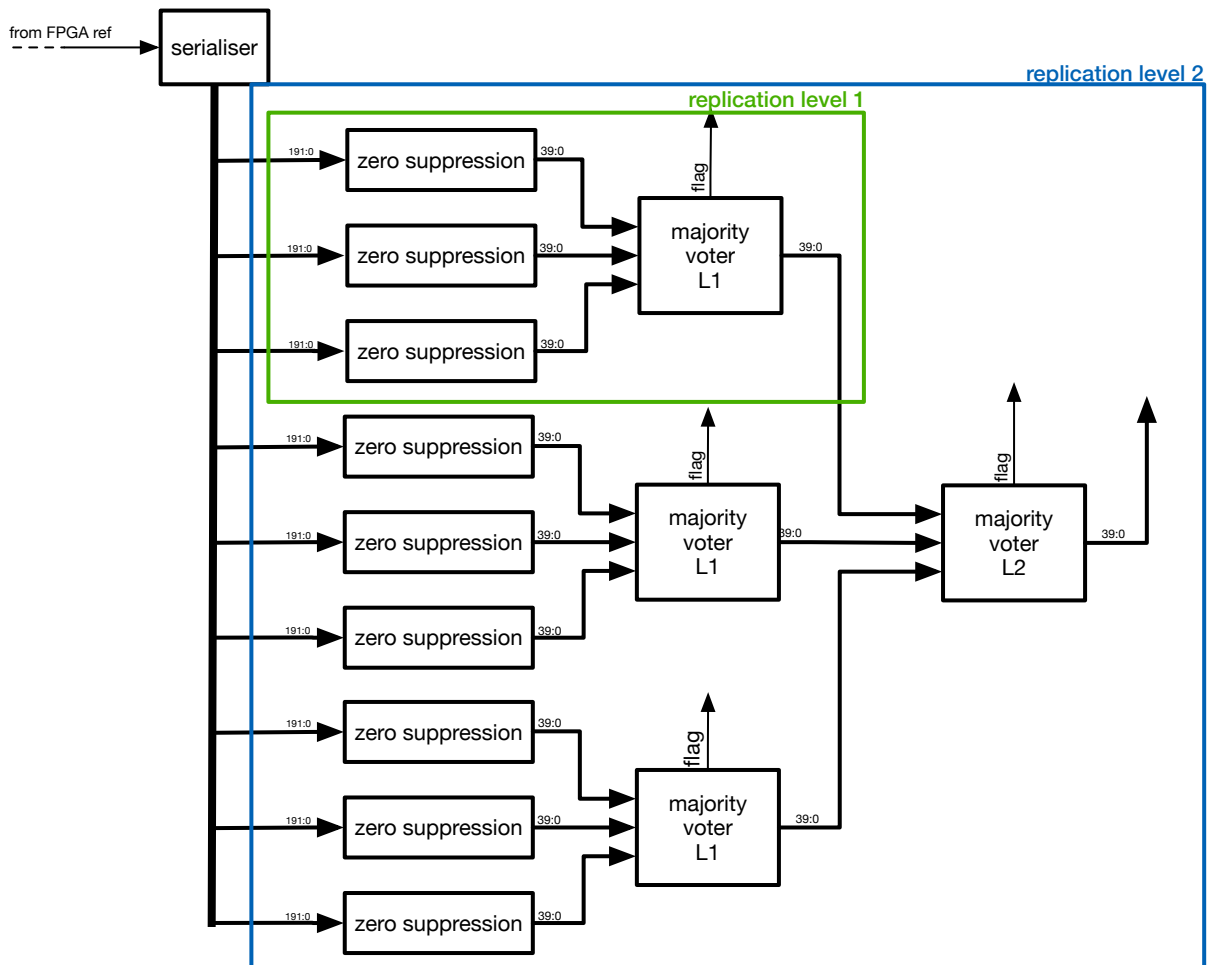 from FPGA ref
serialiser
replication level 2
replication level 1
191:0
zero suppression
39:0
191:0
zero suppression
39:0
191:0
zero suppression
39:0
flag
majority
voter
L1
39:0
191:0
zero suppression
39:0
191:0
zero suppression
39:0
191:0
zero suppression
39:0
flag
majority
voter
L1
39:0
flag
majority
voter
L2
39:0
191:0
zero suppression
39:0
191:0
zero suppression
39:0
191:0
zero suppression
39:0
flag
majority
voter
L1
39:0